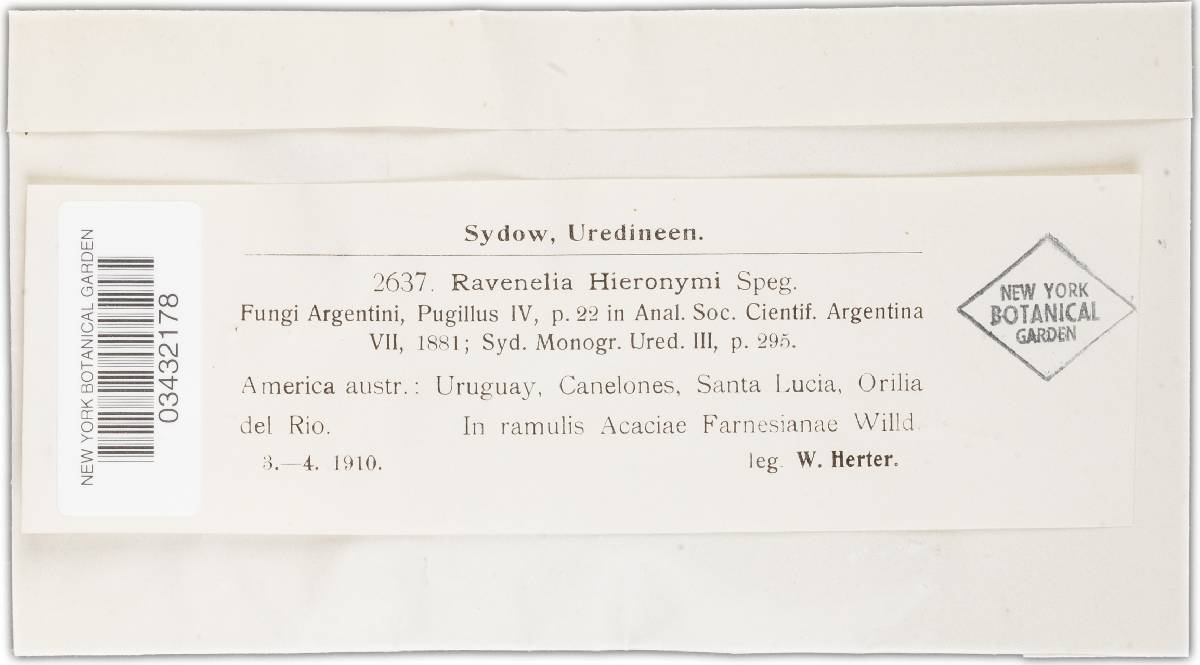 NEW YORK BOTANICAL GARDEN
03432178
Sydow, Uredineen.
2637. Ravenelia Hieronymi Speg.
Fungi Argentini, Pugillus IV, p. 22 in Anal. Soc. Cientif. Argentina
VII, 1881; Syd. Monogr. Ured. III, p. 295.
America austr.: Uruguay, Canelones, Santa Lucia, Orilia
del Rio. In ramulis Acaciae Farnesianae Willd.
3.—4. 1910. leg. W. Herter.
NEW YORK
BOTANICAL
GARDEN